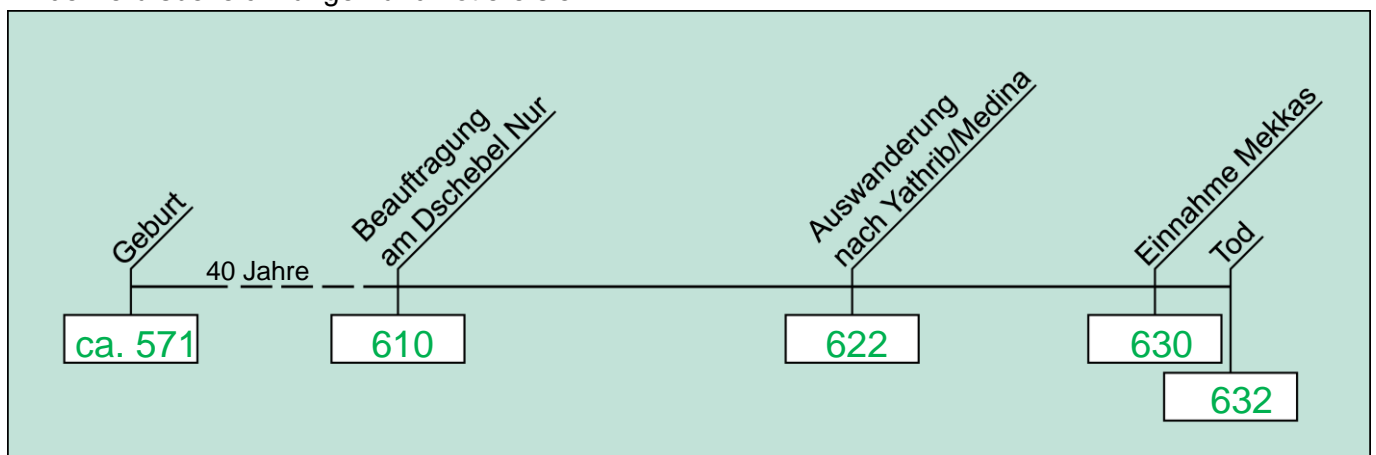 Geburt
40 Jahre
Beauftragung
am Dschebel Nur
Auswanderung
nach Yathrib/Medina
Einnahme Mekkas
Tod
ca. 571
610
622
630
632